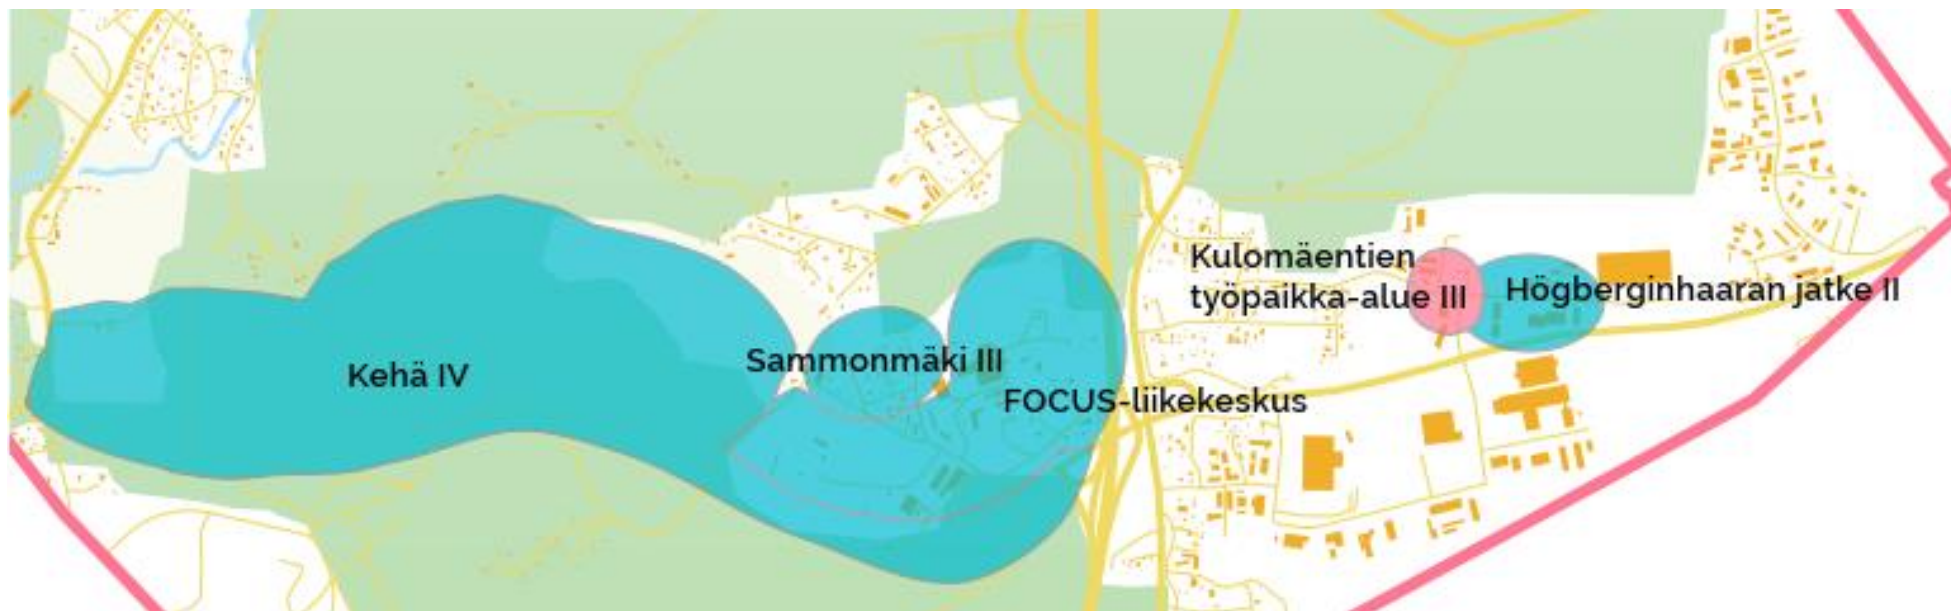 Kehä IV
Sammonmäki III
FOCUS-liikekeskus
Kulomäentien
työpaikka-alue III
Högberginhaaran jatke II